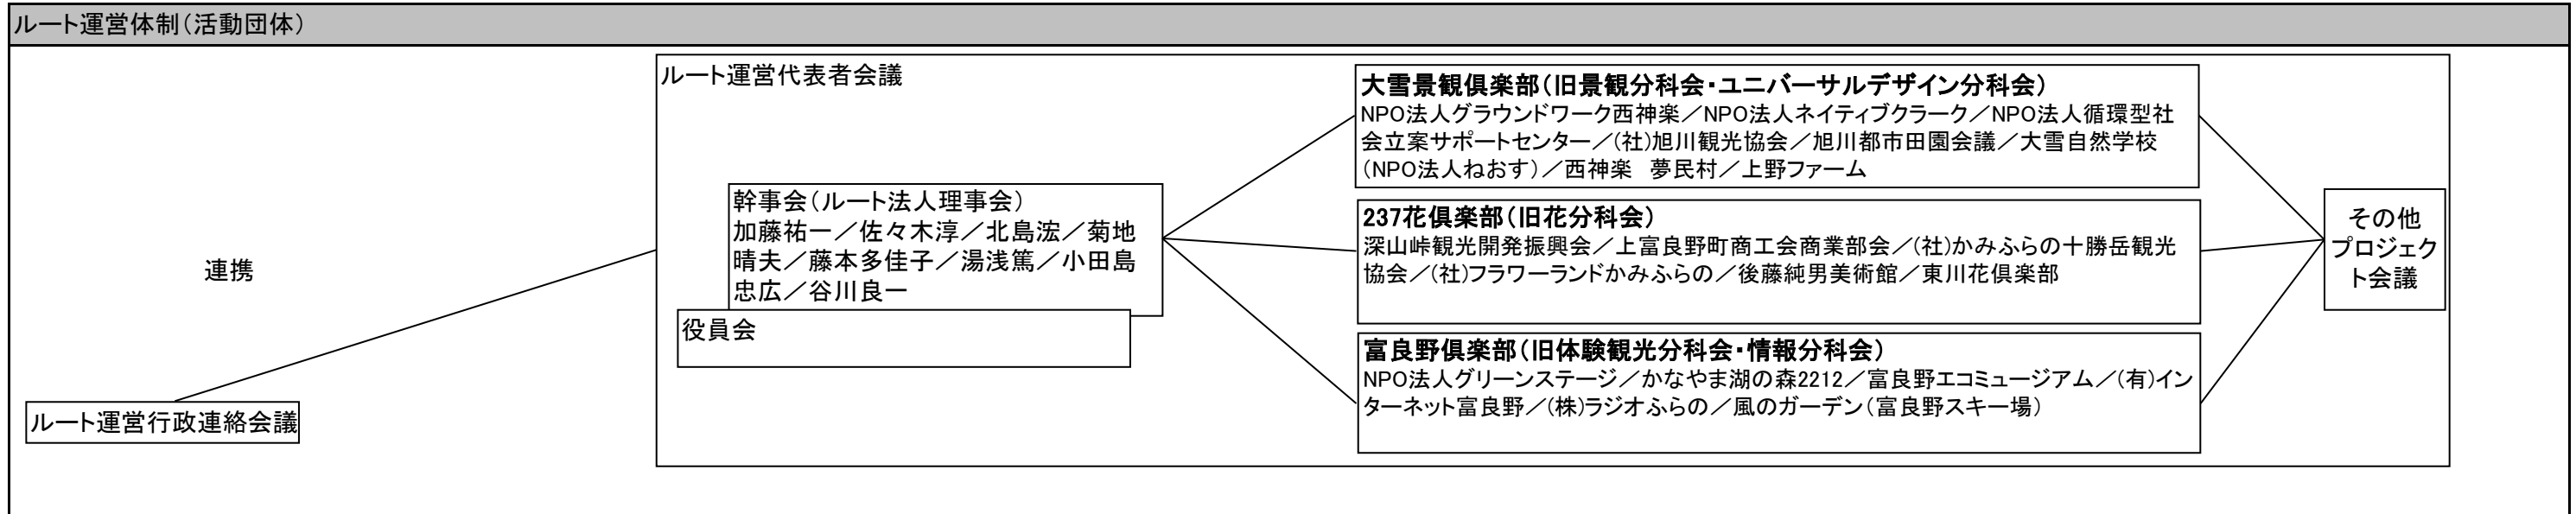 ルート運営体制（活動団体）
ルート運営代表者会議
連携
ルート運営行政連絡会議
幹事会（ルート法人理事会）
加藤祐一／佐々木淳／北島浤／菊地
晴夫／藤本多佳子／湯浅篤／小田島
忠広／谷川良一
役員会
大雪景観倶楽部（旧景観分科会・ユニバーサルデザイン分科会）
NPO法人グラウンドワーク西神楽／NPO法人ネイティブクラーク／NPO法人循環型社
会立案サポートセンター／(社)旭川観光協会／旭川都市田園会議／大雪自然学校
（NPO法人ねおす）／西神楽　夢民村／上野ファーム
237花倶楽部（旧花分科会）
深山峠観光開発振興会／上富良野町商工会商業部会／(社)かみふらの十勝岳観光
協会／(社)フラワーランドかみふらの／後藤純男美術館／東川花倶楽部
富良野倶楽部（旧体験観光分科会・情報分科会）
NPO法人グリーンステージ／かなやま湖の森2212／富良野エコミュージアム／(有)イン
ターネット富良野／(株)ラジオふらの／風のガーデン（富良野スキー場）
その他
プロジェク
ト会議